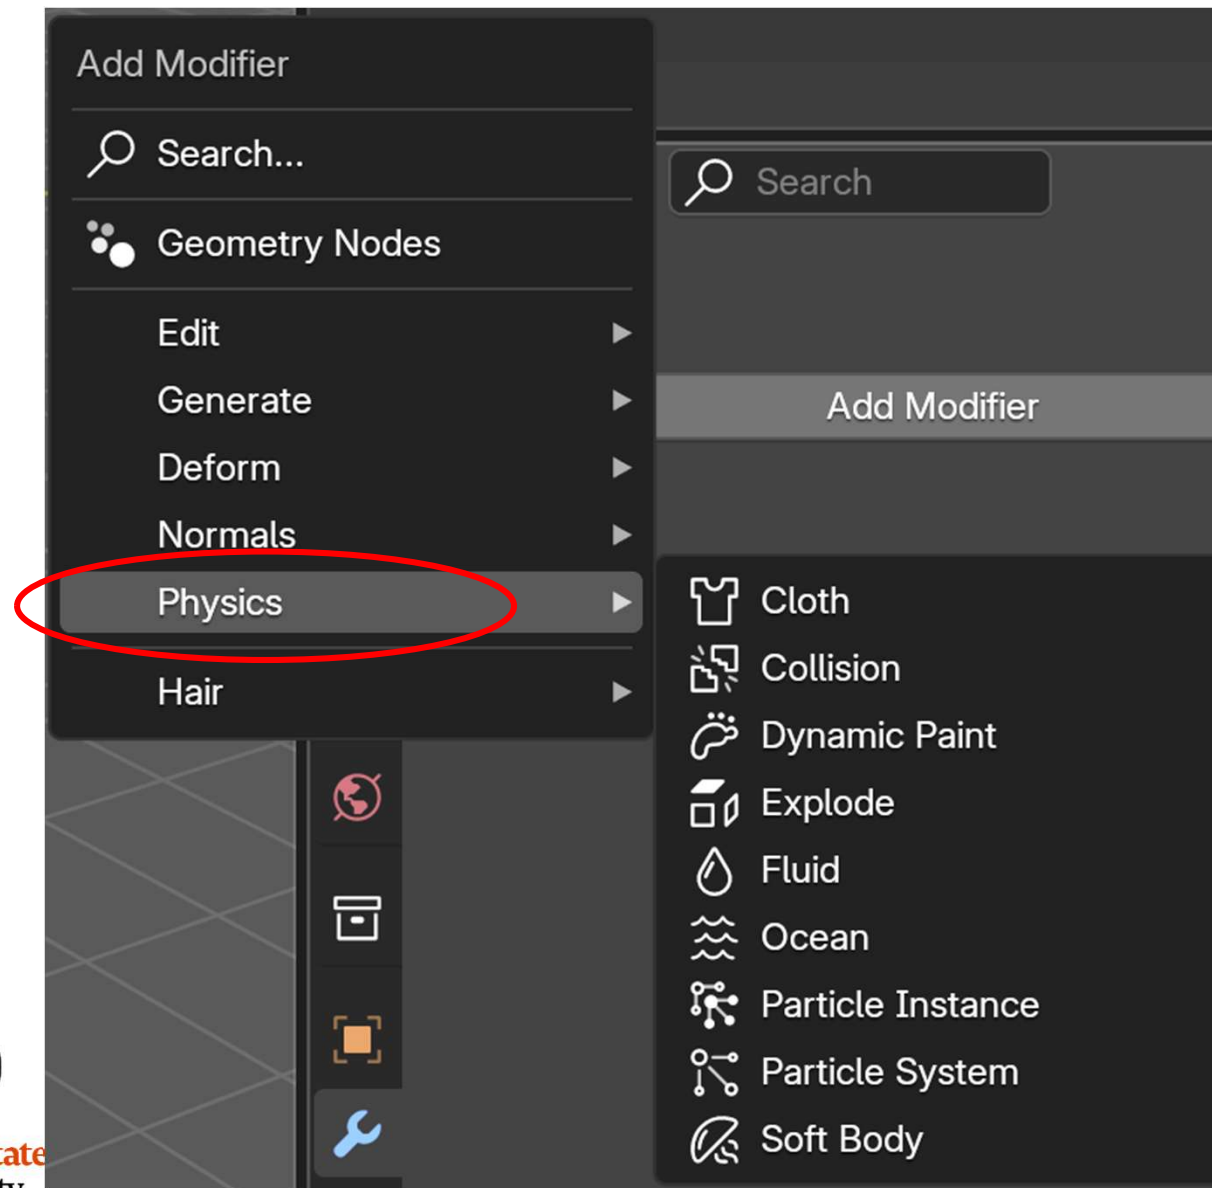 Add Modifier
Search...
Geometry Nodes
Edit
Generate
Deform
Normals
Physics
Hair
Search
Add Modifier
Cloth
Collision
Dynamic Paint
Explode
Fluid
Ocean
Particle Instance
Particle System
Soft Body